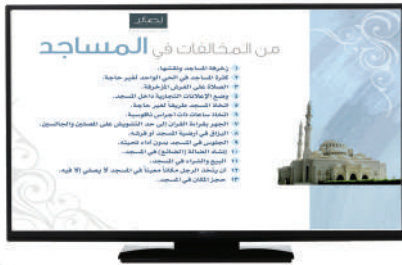 بصائر
من المخالفات في المساجد
١ زخرفة المساجد ونقشها.
٢ كثرة المساجد في الحي الواحد لغير حاجة.
٣ الصلاة على الفرش المزخرفة.
٤ وضع الإعلانات التجارية داخل المسجد.
٥ اتخاذ المسجد طريقاً لغير حاجة.
٦ اتخاذ ساعات ذات اجراس ناقوسية.
٧ الجهر بقراءة القرآن إلى حد التشويش على المصلين والجالسين.
٨ البزاق في أرضية المسجد او فرشه.
٩ الجلوس في المسجد بدون أداء تحيته.
١٠ إنشاد الضالة (الضائع) في المسجد.
١١ البيع والشراء في المسجد.
١٢ أن يتخذ الرجل مكاناً معيناً في المسجد لا يصلي إلا فيه.
١٣ حجز المكان في المسجد.